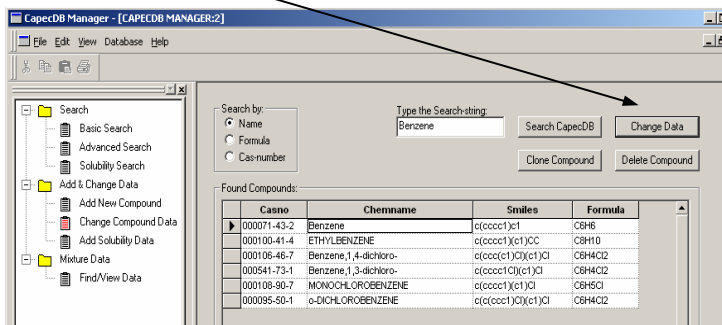 CapecDB Manager - [CAPECDB MANAGER:2]
File Edit View Database Help
Search
Basic Search
Advanced Search
Solubility Search
Add & Change Data
Add New Compound
Change Compound Data
Add Solubility Data
Mixture Data
Find/View Data
Search by:
Name
Formula
Cas-number
Type the Search-string:
Benzene
Search CapecDB
Change Data
Clone Compound
Delete Compound
Found Compounds:
Casno Chemname Smiles Formula
000071-43-2 Benzene c(cccc1)c1 C6H6
000100-41-4 ETHYLBENZENE c(cccc1)(c1)CC C8H10
000106-46-7 Benzene,1,4-dichloro- c(ccc(c1)Cl)(c1)Cl C6H4Cl2
000541-73-1 Benzene,1,3-dichloro- c(cccc1Cl)(c1)Cl C6H4Cl2
000108-90-7 MONOCHLOROBENZENE c(cccc1)(c1)Cl C6H5Cl
000095-50-1 o-DICHLOROBENZENE c(c(ccc1)Cl)(c1)Cl C6H4Cl2